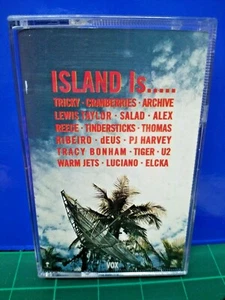 ISLAND Is.....
TRICKY · CRANBERRIES · ARCHIVE
LEWIS TAYLOR · SALAD · ALEX
REECE · TINDERSTICKS · THOMAS
RIBEIRO · dEUS · PJ HARVEY
TRACY BONHAM · TIGER · U2
WARM JETS · LUCIANO · ELCKA
VOX